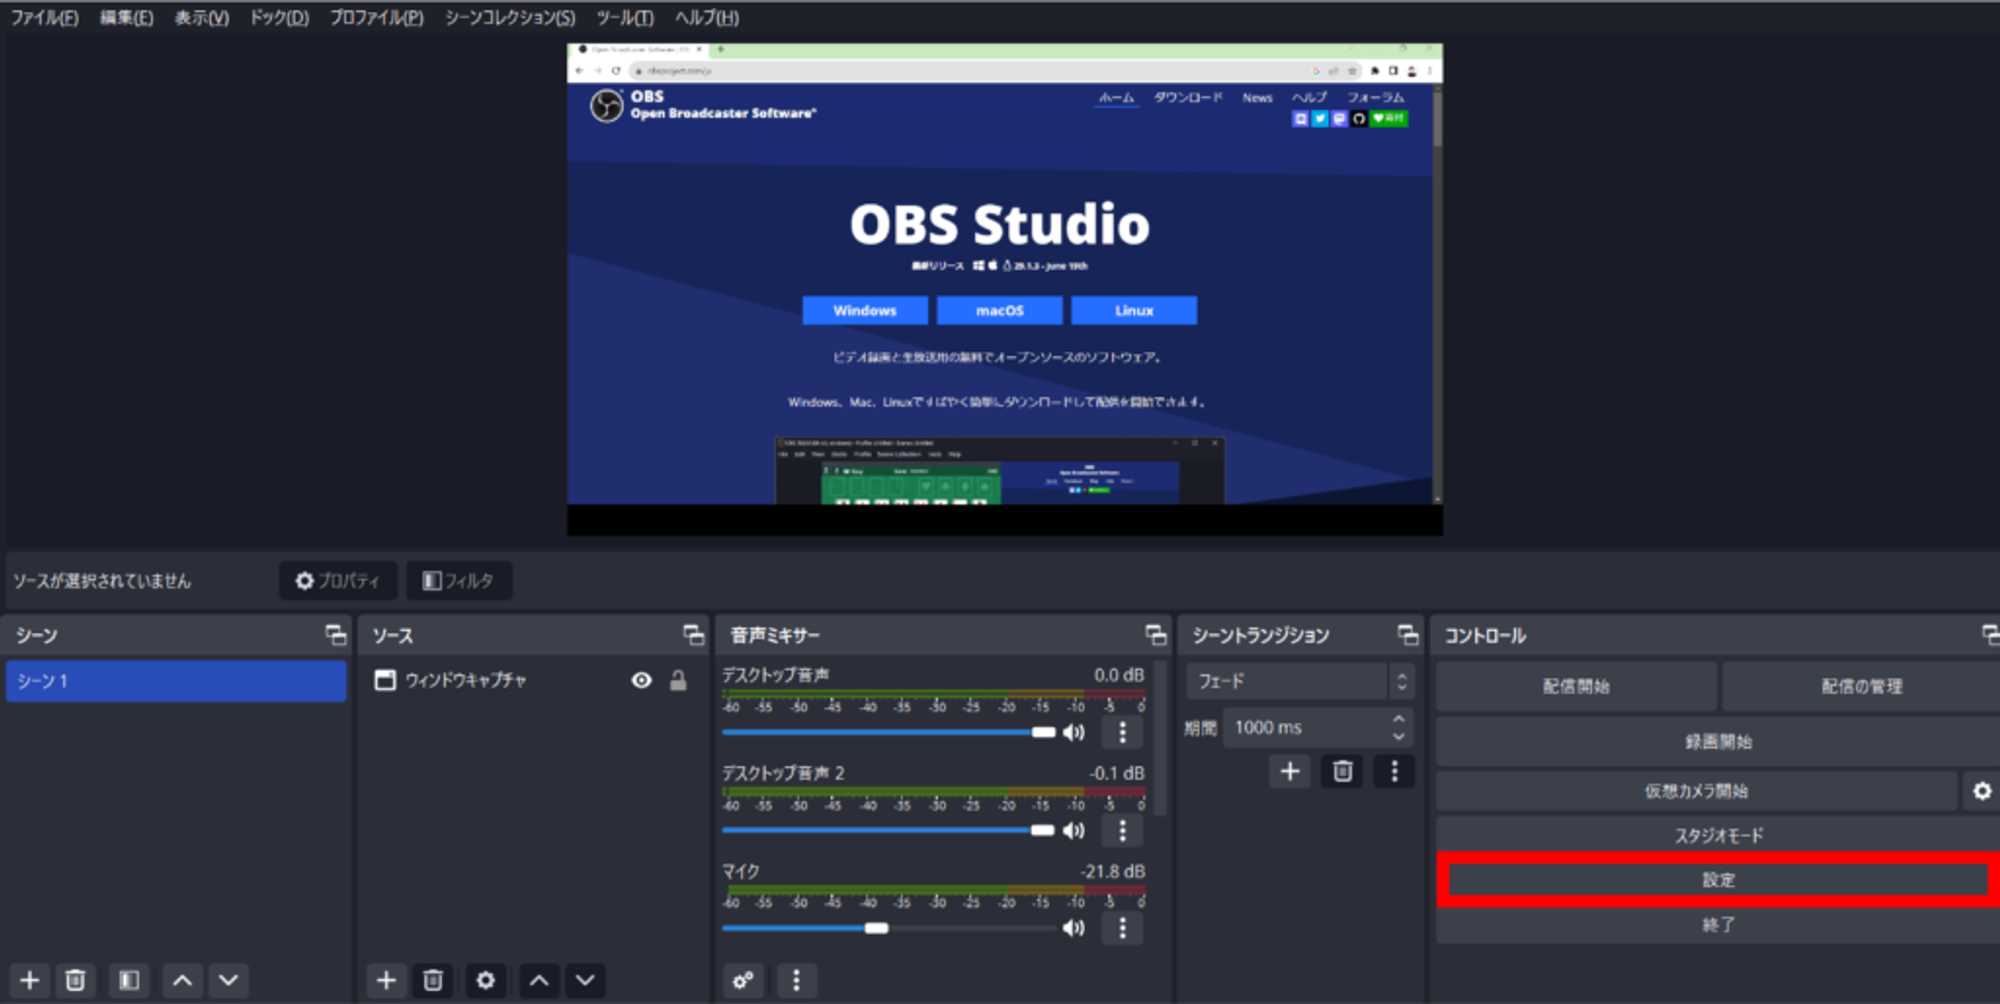 ファイル(F) 編集(E) 表示(V) ドック(D) プロファイル(P) シーンコレクション(S) ツール(T) ヘルプ(H)
obsproject.com/ja
OBS
Open Broadcaster Software®
ホーム ダウンロード News ヘルプ フォーラム
寄付
OBS Studio
最新リリース 29.1.3 - June 19th
Windows macOS Linux
ビデオ録画と生放送用の無料でオープンソースのソフトウェア。
Windows、Mac、Linuxですばやく簡単にダウンロードして配信を開始できます。
ソースが選択されていません プロパティ フィルタ
シーン ソース 音声ミキサー シーントランジション コントロール
シーン 1
ウィンドウキャプチャ
デスクトップ音声 0.0 dB
-60 -55 -50 -45 -40 -35 -30 -25 -20 -15 -10 -5 0
デスクトップ音声 2 -0.1 dB
-60 -55 -50 -45 -40 -35 -30 -25 -20 -15 -10 -5 0
マイク -21.8 dB
-60 -55 -50 -45 -40 -35 -30 -25 -20 -15 -10 -5 0
フェード
期間 1000 ms
配信開始 配信の管理
録画開始
仮想カメラ開始
スタジオモード
設定
終了